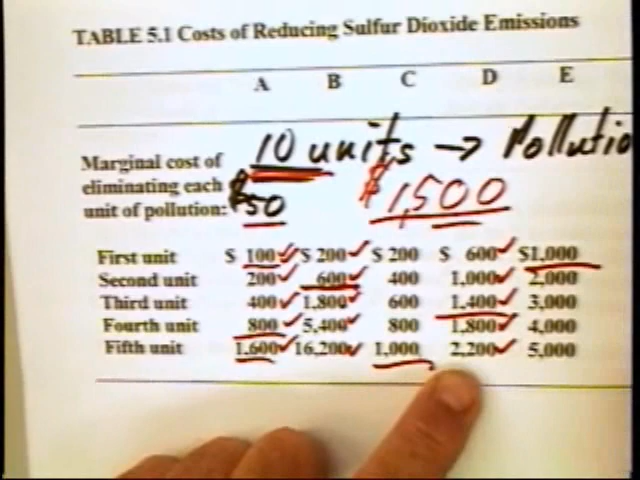 TABLE 5.1 Costs of Reducing Sulfur Dioxide Emissions
A B C D E
10 units → Pollutio
Marginal cost of
eliminating each
unit of pollution:
$50 $1,500
First unit $ 100 $ 200 $ 200 $ 600 $1,000
Second unit 200 600 400 1,000 2,000
Third unit 400 1,800 600 1,400 3,000
Fourth unit 800 5,400 800 1,800 4,000
Fifth unit 1,600 16,200 1,000 2,200 5,000